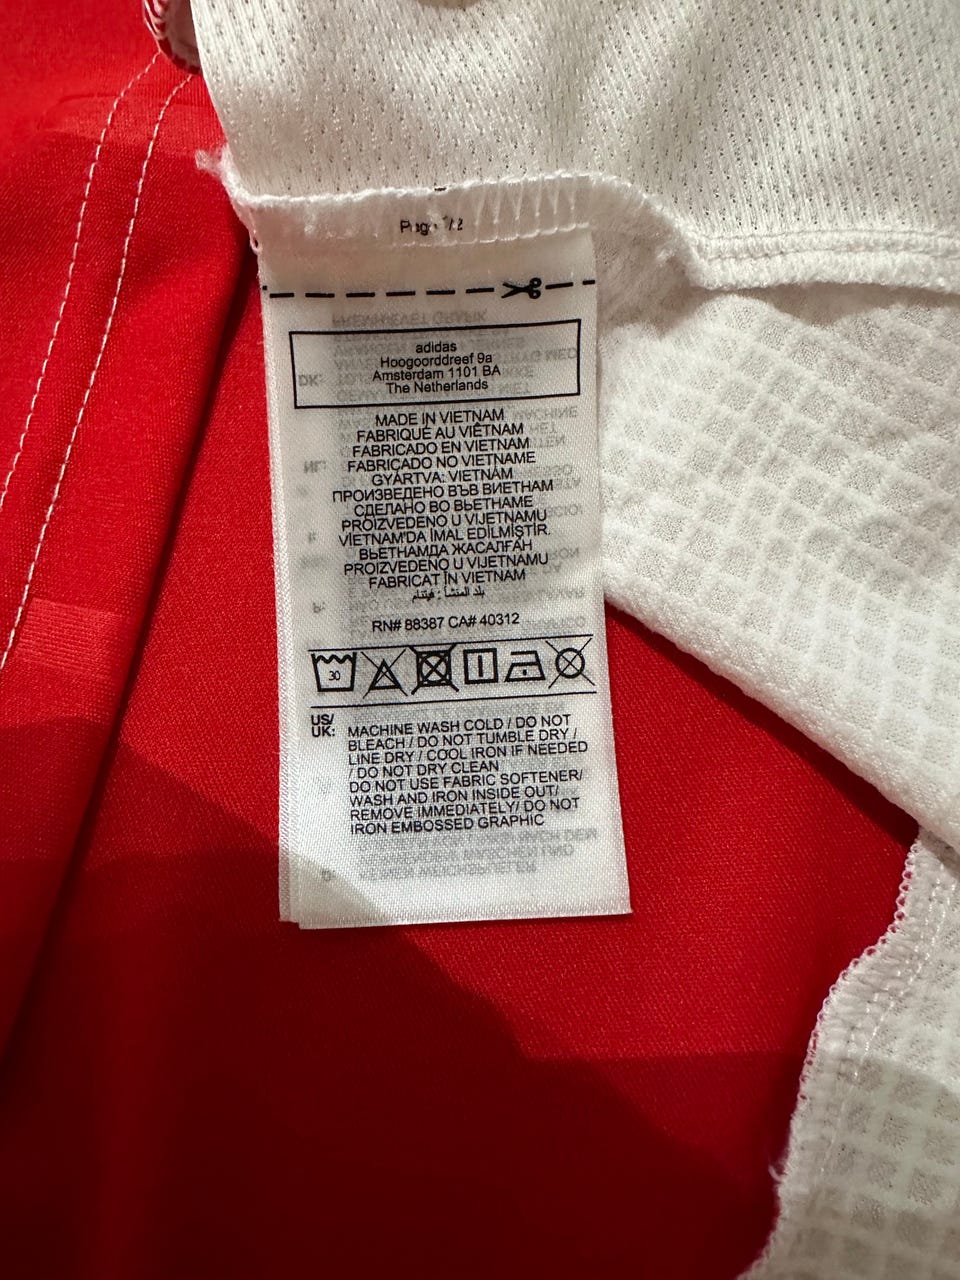 Page 1/2
adidas
Hoogoorddreef 9a
Amsterdam 1101 BA
The Netherlands
MADE IN VIETNAM
FABRIQUÉ AU VIÊTNAM
FABRICADO EN VIETNAM
FABRICADO NO VIETNAME
GYÁRTVA: VIETNÁM
ПРОИЗВЕДЕНО ВЪВ ВИЕТНАМ
СДЕЛАНО ВО ВЬЕТНАМЕ
PROIZVEDENO U VIJETNAMU
VİETNAM'DA İMAL EDİLMİŞTİR.
ВЬЕТНАМДА ЖАСАЛҒАН
PROIZVEDENO U VIJETNAMU
FABRICAT ÎN VIETNAM
بلد المنشأ : فيتنام
RN# 88387 CA# 40312
30
US/
UK:
MACHINE WASH COLD / DO NOT
BLEACH / DO NOT TUMBLE DRY /
LINE DRY / COOL IRON IF NEEDED
/ DO NOT DRY CLEAN
DO NOT USE FABRIC SOFTENER/
WASH AND IRON INSIDE OUT/
REMOVE IMMEDIATELY/ DO NOT
IRON EMBOSSED GRAPHIC